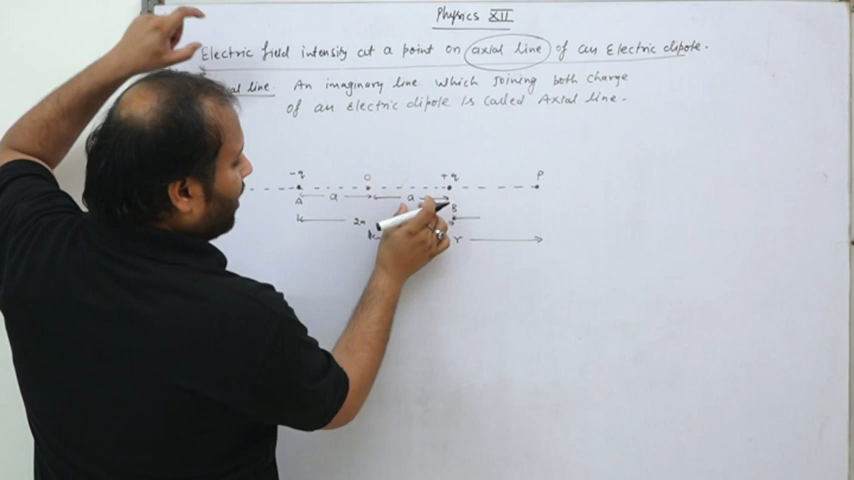 Physics XII
Electric field intensity at a point on axial line of an Electric dipole.
line. An imaginary line which Joining both charge
of an Electric dipole is called Axial line.
-q O +q P
A a a B
2a
r